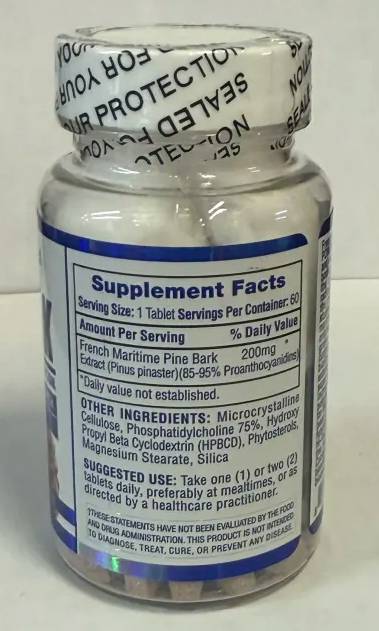 SEALED FOR YOUR PROTECTION
Supplement Facts
Serving Size: 1 Tablet Servings Per Container: 60
Amount Per Serving % Daily Value
French Maritime Pine Bark 200mg *
Extract (Pinus pinaster)(85-95% Proanthocyanidins)
*Daily value not established.
OTHER INGREDIENTS: Microcrystalline
Cellulose, Phosphatidylcholine 75%, Hydroxy
Propyl Beta Cyclodextrin (HPBCD), Phytosterols,
Magnesium Stearate, Silica
SUGGESTED USE: Take one (1) or two (2)
tablets daily, preferably at mealtimes, or as
directed by a healthcare practitioner.
†THESE STATEMENTS HAVE NOT BEEN EVALUATED BY THE FOOD
AND DRUG ADMINISTRATION. THIS PRODUCT IS NOT INTENDED
TO DIAGNOSE, TREAT, CURE, OR PREVENT ANY DISEASE.